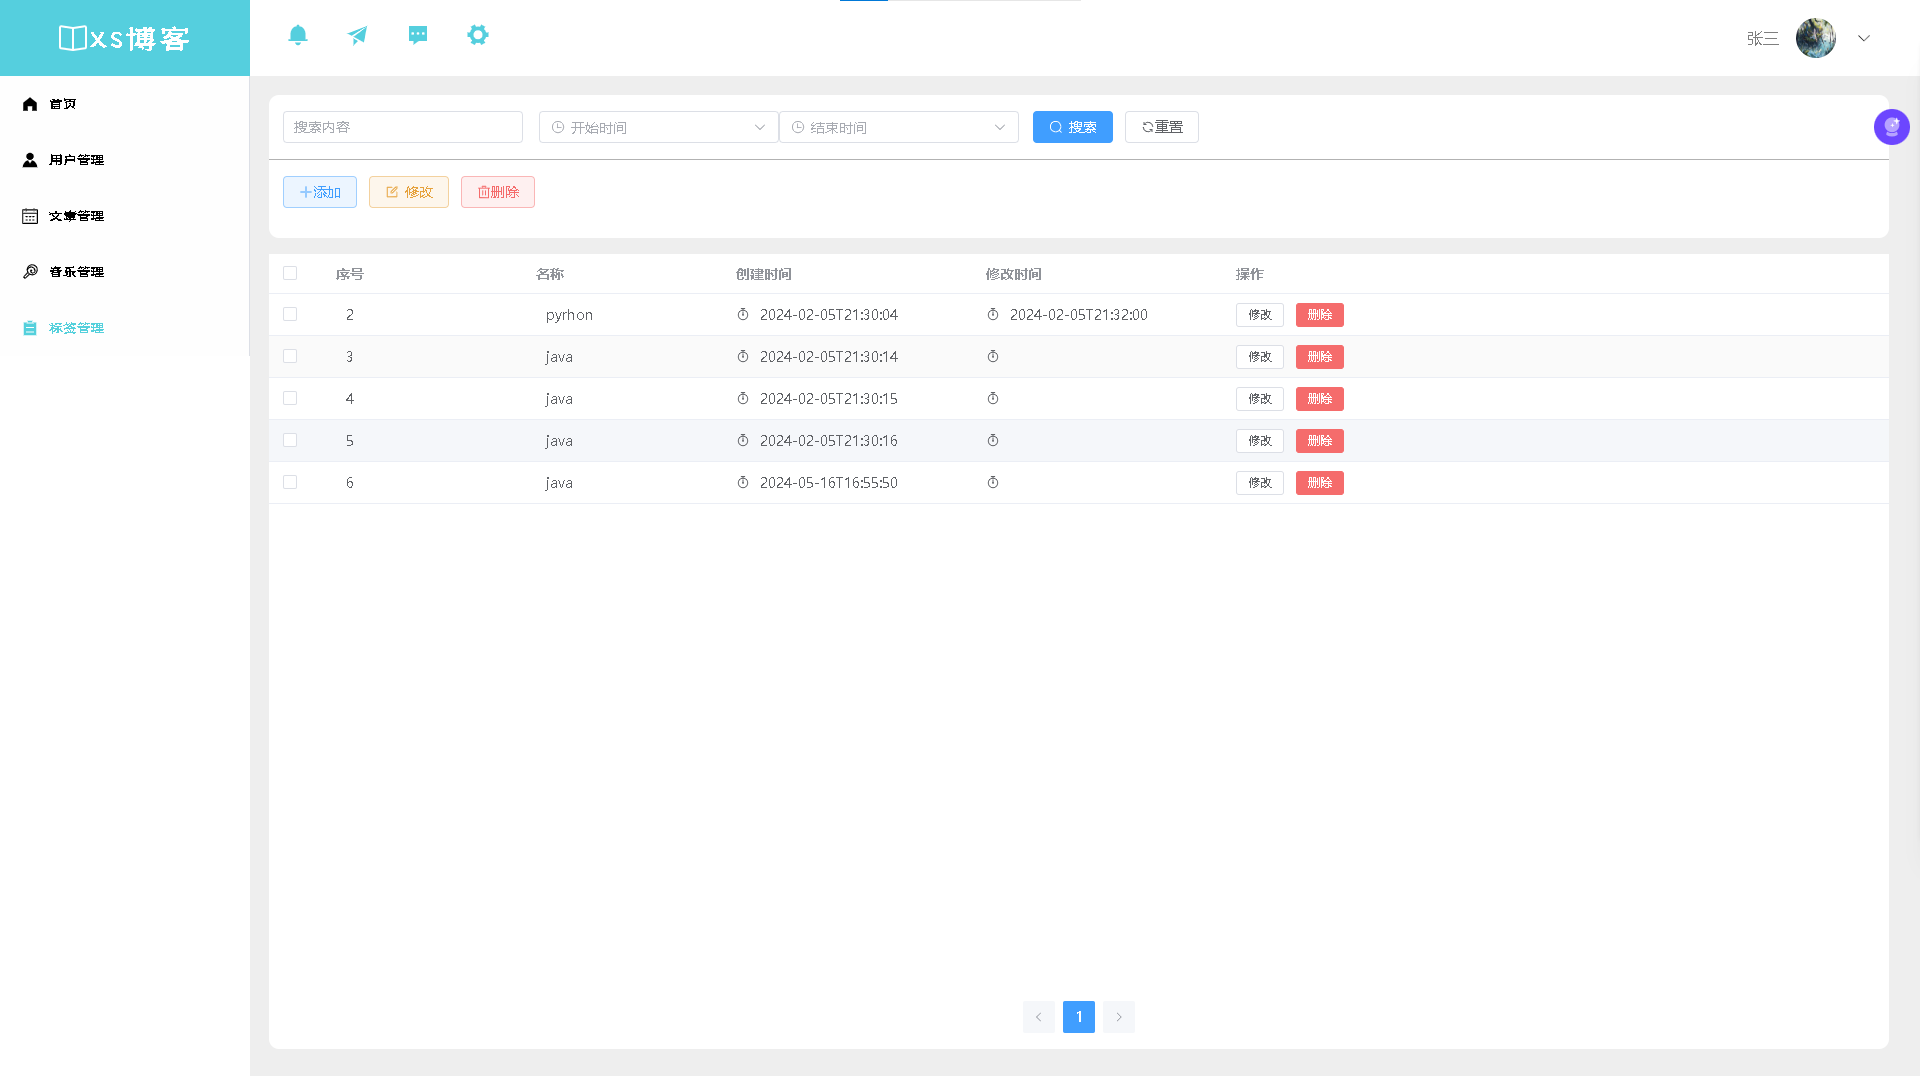 xs博客
张三
首页
用户管理
文章管理
音乐管理
标签管理
搜索内容 开始时间 结束时间 搜索 重置
添加 修改 删除
序号 名称 创建时间 修改时间 操作
2 pyrhon 2024-02-05T21:30:04 2024-02-05T21:32:00 修改 删除
3 java 2024-02-05T21:30:14 修改 删除
4 java 2024-02-05T21:30:15 修改 删除
5 java 2024-02-05T21:30:16 修改 删除
6 java 2024-05-16T16:55:50 修改 删除
1